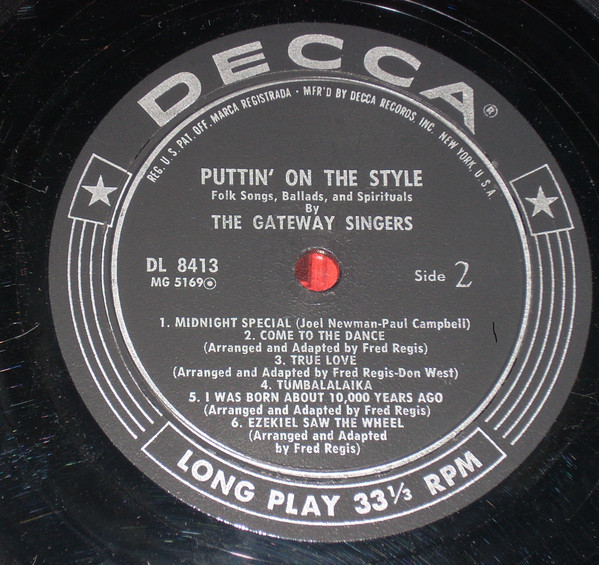 DECCA®
REG. U.S. PAT. OFF. MARCA REGISTRADA • MFR'D BY DECCA RECORDS, INC., NEW YORK, U.S.A.
PUTTIN' ON THE STYLE
Folk Songs, Ballads, and Spirituals
By
THE GATEWAY SINGERS
DL 8413
MG 5169
Side 2
1. MIDNIGHT SPECIAL (Joel Newman-Paul Campbell)
2. COME TO THE DANCE
(Arranged and Adapted by Fred Regis)
3. TRUE LOVE
(Arranged and Adapted by Fred Regis-Don West)
4. TUMBALALAIKA
5. I WAS BORN ABOUT 10,000 YEARS AGO
(Arranged and Adapted by Fred Regis)
6. EZEKIEL SAW THE WHEEL
(Arranged and Adapted
by Fred Regis)
LONG PLAY 33⅓ RPM